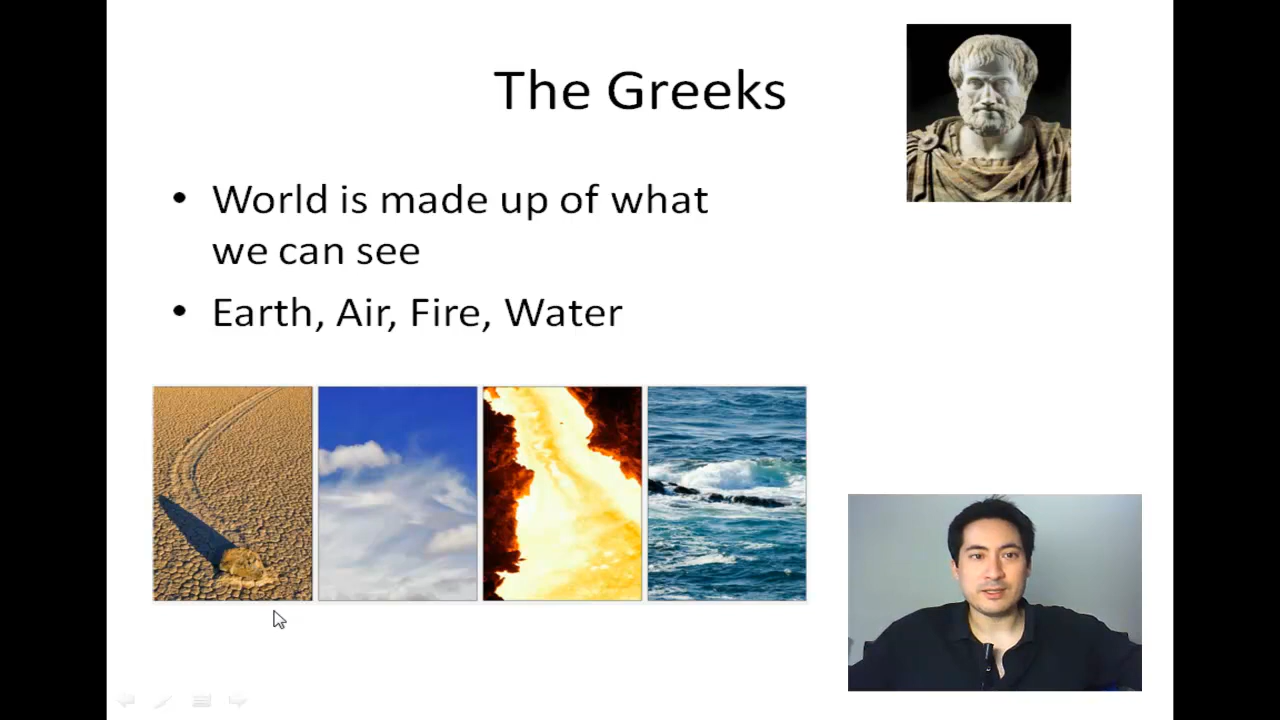 The Greeks
• World is made up of what
we can see
• Earth, Air, Fire, Water